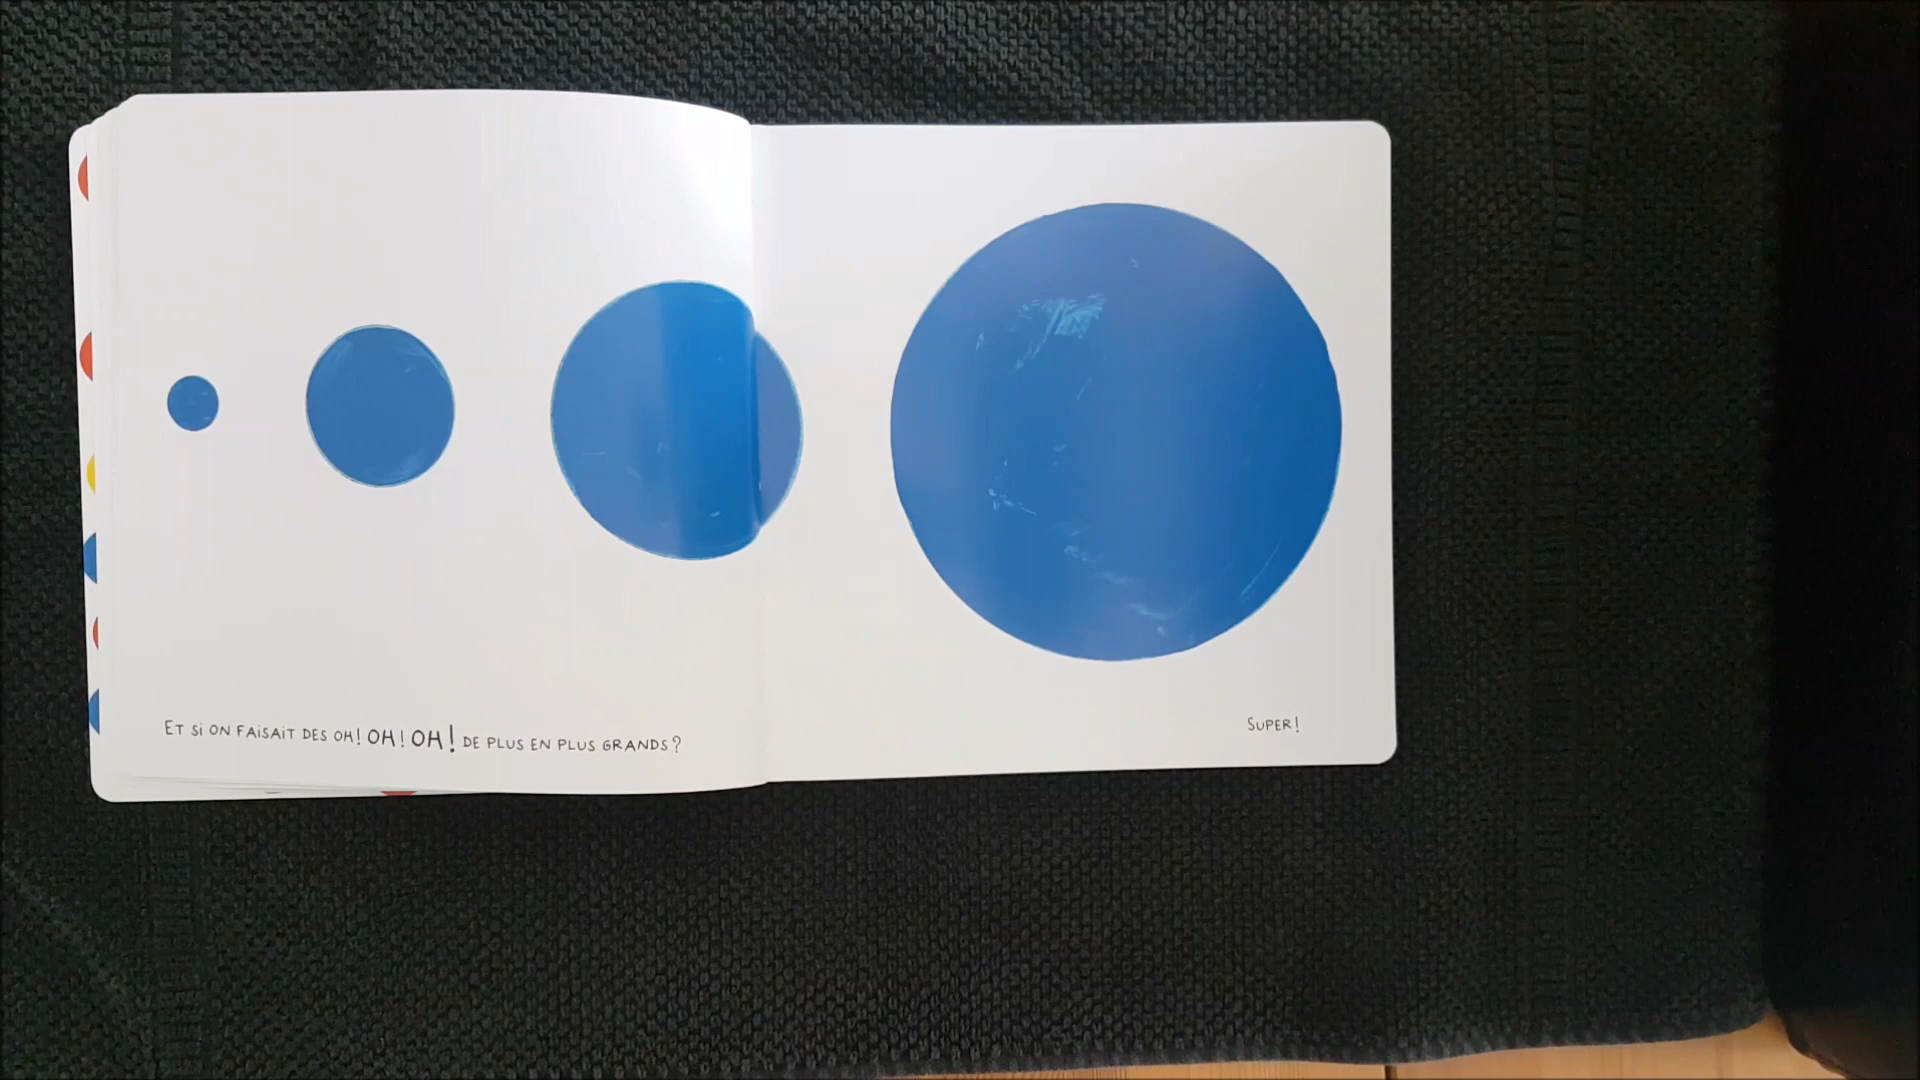 ET Si ON FAiSAiT DES OH! OH! OH! DE PLUS EN PLUS GRANDS?
SUPER!